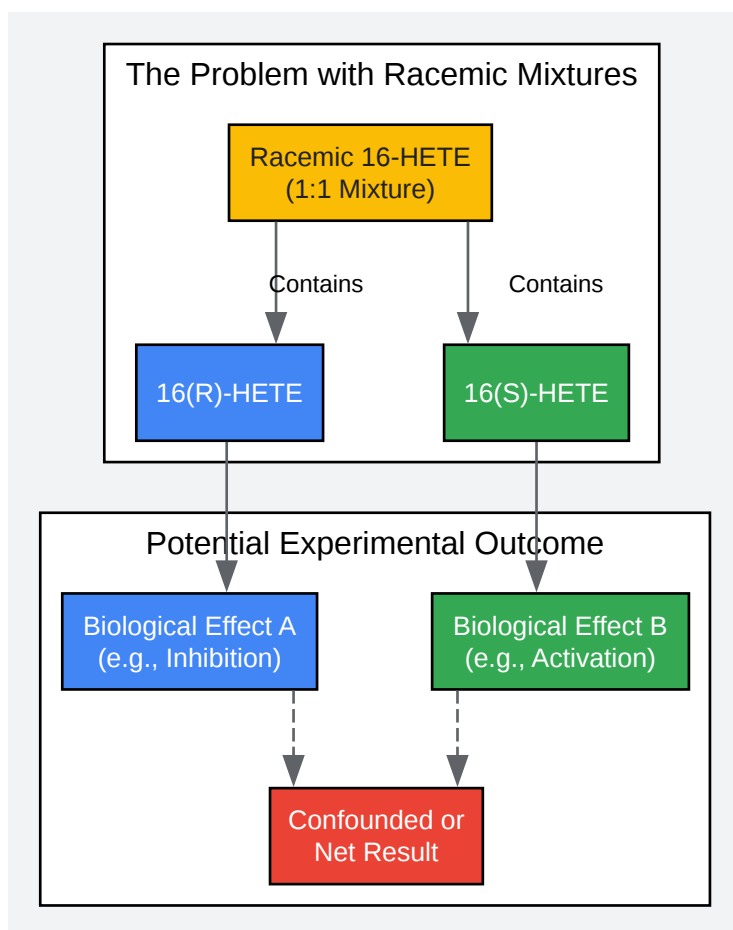 The Problem with Racemic Mixtures
Racemic 16-HETE
(1:1 Mixture)
Contains
Contains
16(R)-HETE
16(S)-HETE
Potential Experimental Outcome
Biological Effect A
(e.g., Inhibition)
Biological Effect B
(e.g., Activation)
Confounded or
Net Result